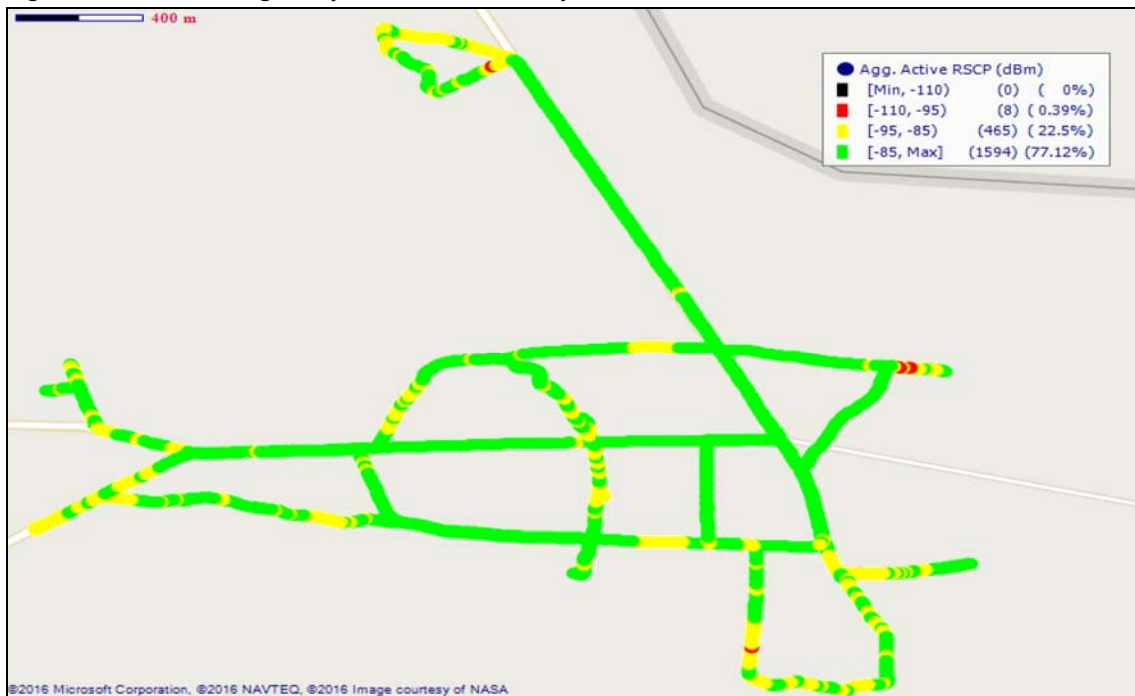 400 m
Agg. Active RSCP (dBm)
[Min, -110) (0) ( 0%)
[-110, -95) (8) ( 0.39%)
[-95, -85) (465) ( 22.5%)
[-85, Max] (1594) (77.12%)
©2016 Microsoft Corporation, ©2016 NAVTEQ, ©2016 Image courtesy of NASA